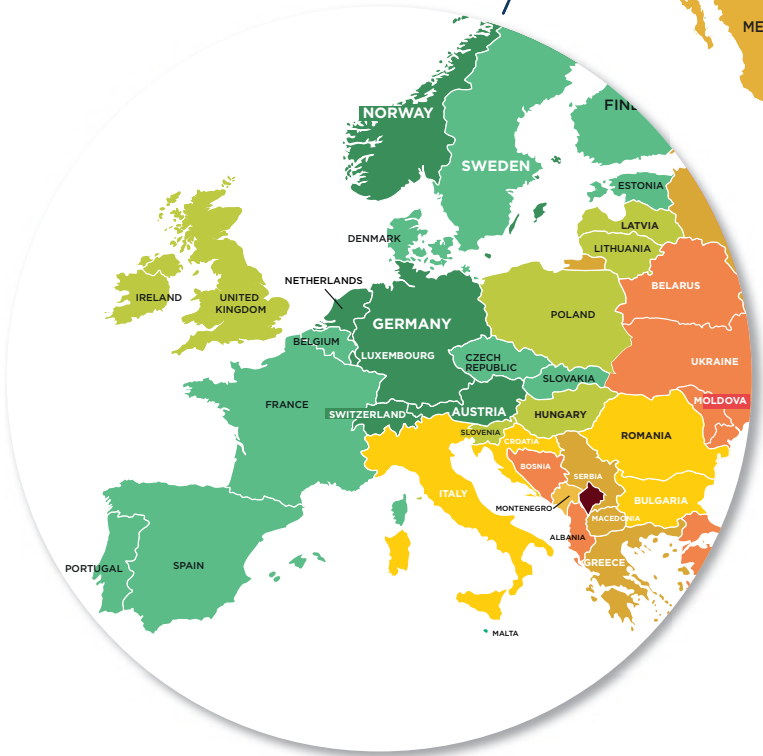 ME
NORWAY
FIN
SWEDEN
ESTONIA
LATVIA
DENMARK
LITHUANIA
NETHERLANDS
BELARUS
IRELAND
UNITED
KINGDOM
POLAND
GERMANY
BELGIUM
LUXEMBOURG
CZECH
REPUBLIC
UKRAINE
SLOVAKIA
FRANCE
MOLDOVA
SWITZERLAND
AUSTRIA
HUNGARY
SLOVENIA
CROATIA
ROMANIA
BOSNIA
SERBIA
ITALY
BULGARIA
MONTENEGRO
MACEDONIA
ALBANIA
GREECE
PORTUGAL
SPAIN
MALTA